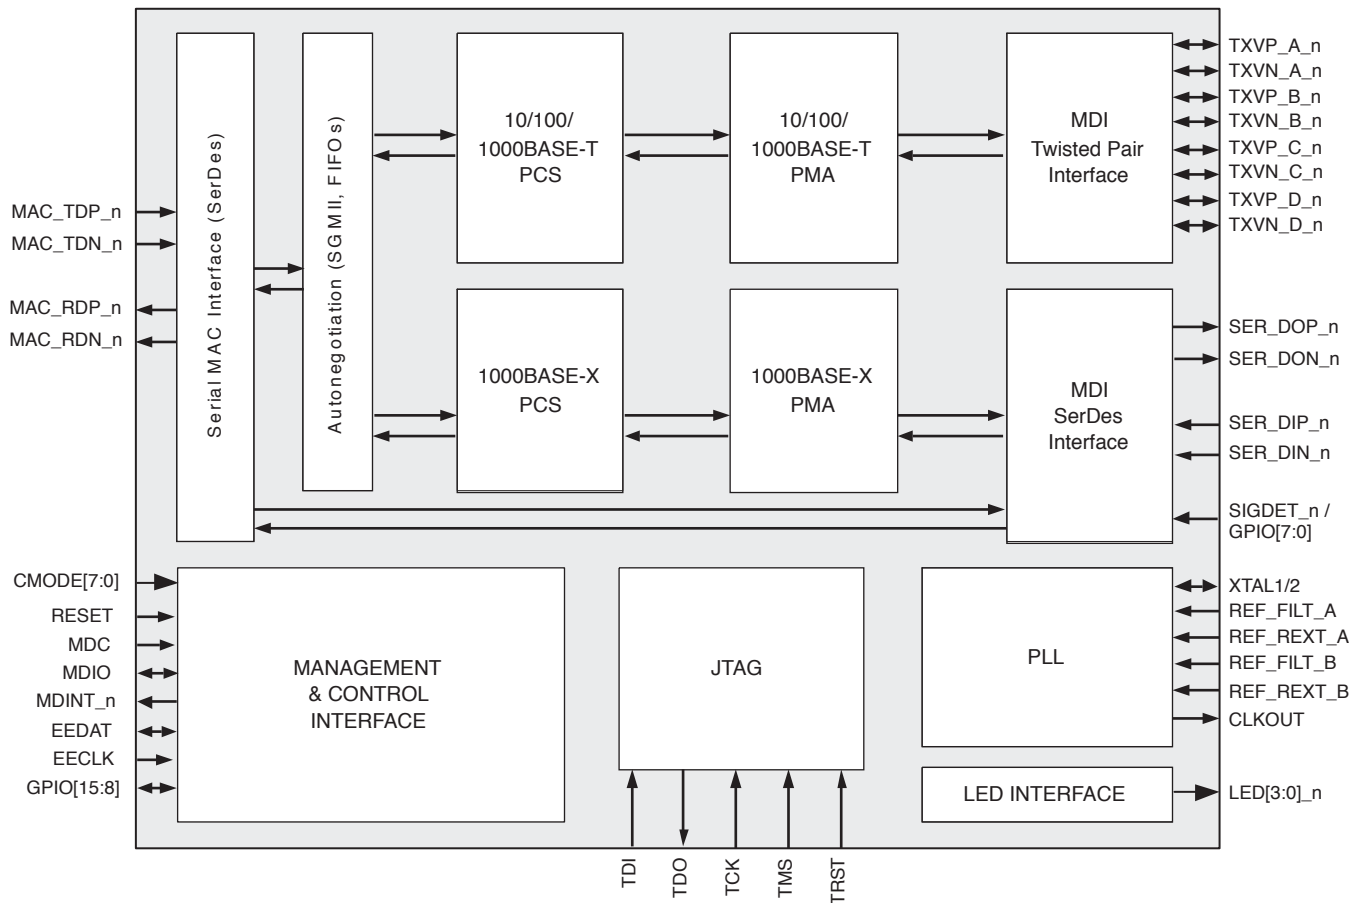 MAC_TDP_n
MAC_TDN_n
MAC_RDP_n
MAC_RDN_n
Serial MAC Interface (SerDes)
Autonegotiation (SGMII, FIFOs)
10/100/
1000BASE-T
PCS
10/100/
1000BASE-T
PMA
MDI
Twisted Pair
Interface
TXVP_A_n
TXVN_A_n
TXVP_B_n
TXVN_B_n
TXVP_C_n
TXVN_C_n
TXVP_D_n
TXVN_D_n
1000BASE-X
PCS
1000BASE-X
PMA
MDI
SerDes
Interface
SER_DOP_n
SER_DON_n
SER_DIP_n
SER_DIN_n
SIGDET_n /
GPIO[7:0]
CMODE[7:0]
RESET
MDC
MDIO
MDINT_n
EEDAT
EECLK
GPIO[15:8]
MANAGEMENT
& CONTROL
INTERFACE
JTAG
TDI
TDO
TCK
TMS
TRST
PLL
XTAL1/2
REF_FILT_A
REF_REXT_A
REF_FILT_B
REF_REXT_B
CLKOUT
LED INTERFACE
LED[3:0]_n